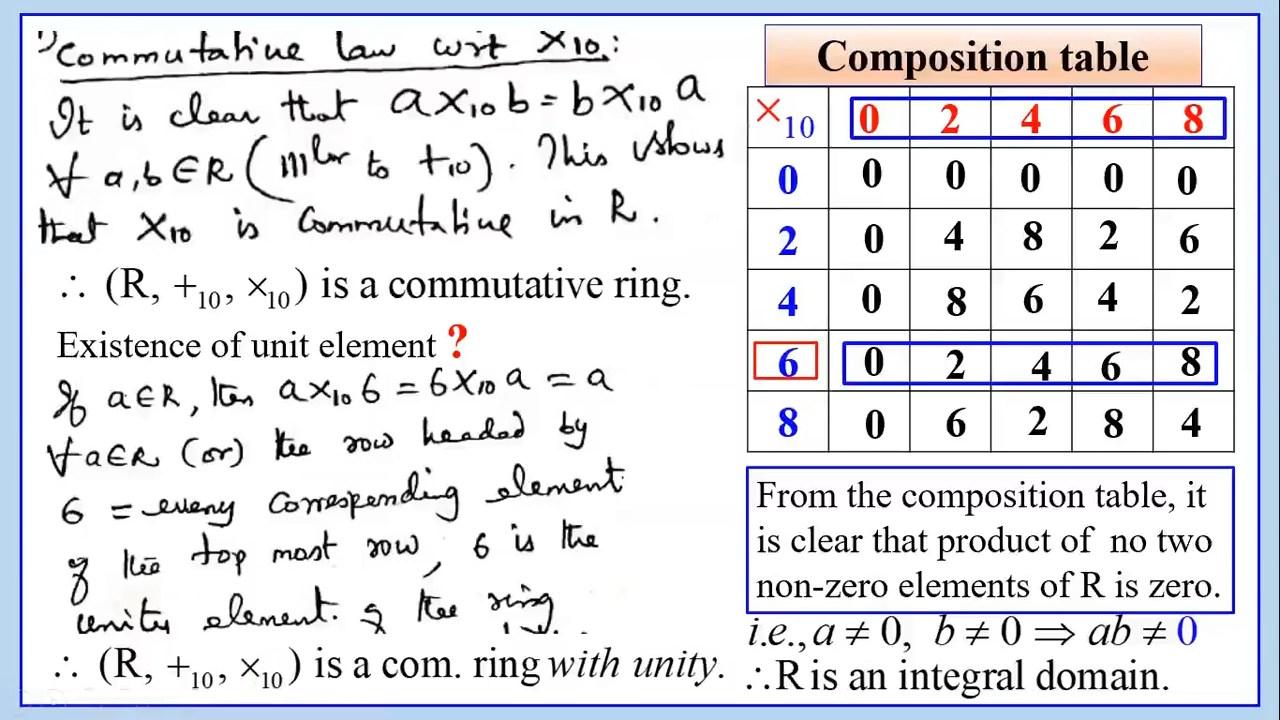 1) Commutative law wrt ×10:
It is clear that a ×10 b = b ×10 a
∀ a, b ∈ R (lllar to +10). This shows
that ×10 is commutative in R.
∴ (R, +10, ×10) is a commutative ring.
Existence of unit element ?
If a ∈ R, then a ×10 6 = 6 ×10 a = a
∀ a ∈ R (or) the row headed by
6 = every corresponding element
of the top most row, 6 is the
unity element of the ring
∴ (R, +10, ×10) is a com. ring with unity.
Composition table
×10 0 2 4 6 8
0 0 0 0 0 0
2 0 4 8 2 6
4 0 8 6 4 2
6 0 2 4 6 8
8 0 6 2 8 4
From the composition table, it
is clear that product of no two
non-zero elements of R is zero.
i.e., a ≠ 0, b ≠ 0 ⇒ ab ≠ 0
∴ R is an integral domain.